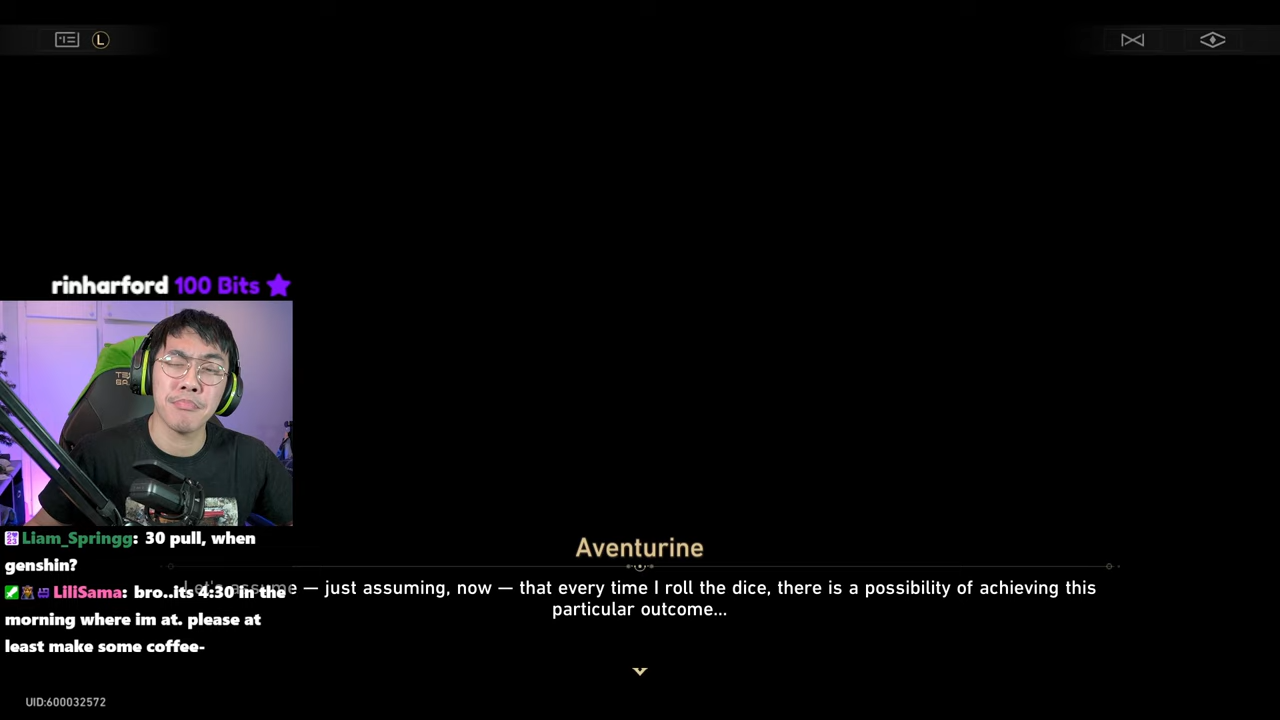 L
rinharford 100 Bits
Liam_Springg: 30 pull, when
genshin?
LiliSama: bro..its 4:30 in the
morning where im at. please at
least make some coffee-
Aventurine
Let's assume — just assuming, now — that every time I roll the dice, there is a possibility of achieving this
particular outcome...
UID:600032572